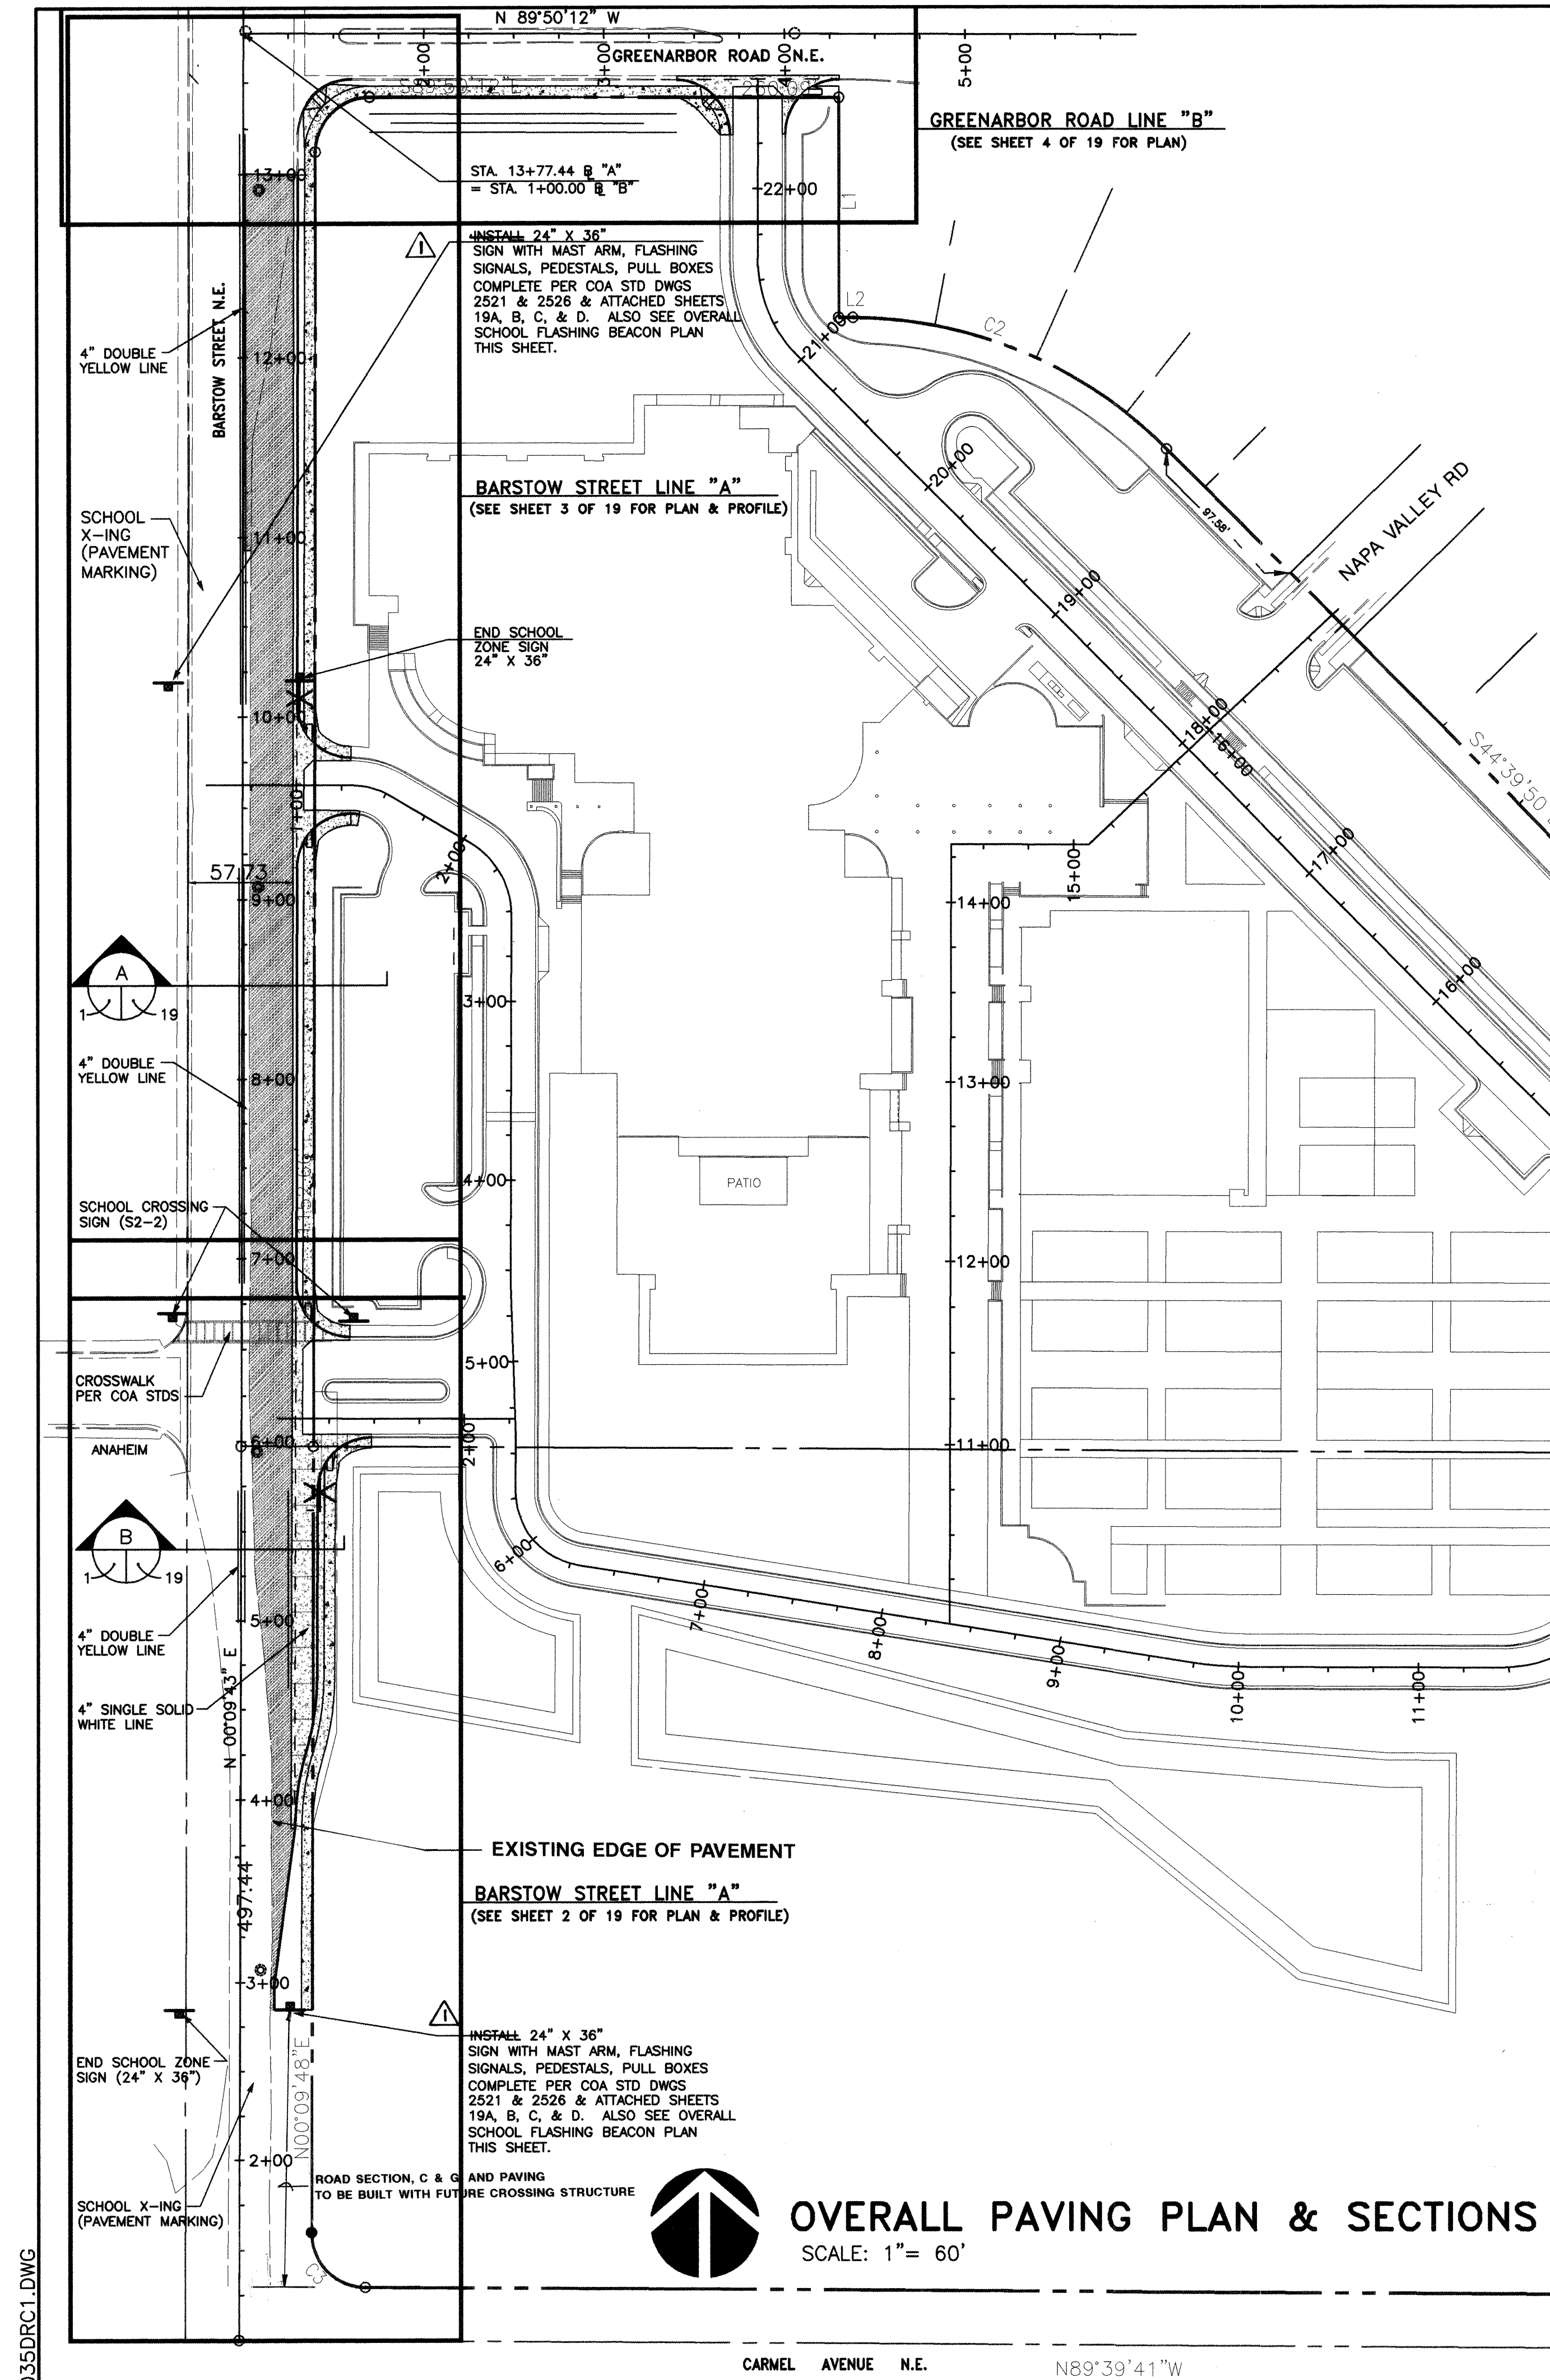 N 89°50'12" W
GREENARBOR ROAD N.E.
2+00
3+00
4+00
5+00
GREENARBOR ROAD LINE "B"
(SEE SHEET 4 OF 19 FOR PLAN)
STA. 13+77.44 ℄ "A"
= STA. 1+00.00 ℄ "B"
13+00
22+00
L1
INSTALL 24" X 36"
SIGN WITH MAST ARM, FLASHING
SIGNALS, PEDESTALS, PULL BOXES
COMPLETE PER COA STD DWGS
2521 & 2526 & ATTACHED SHEETS
19A, B, C, & D. ALSO SEE OVERALL
SCHOOL FLASHING BEACON PLAN
THIS SHEET.
1
BARSTOW STREET N.E.
4" DOUBLE
YELLOW LINE
12+00
L2
C2
21+00
20+00
BARSTOW STREET LINE "A"
(SEE SHEET 3 OF 19 FOR PLAN & PROFILE)
SCHOOL
X-ING
(PAVEMENT
MARKING)
11+00
97.58'
NAPA VALLEY RD
19+00
END SCHOOL
ZONE SIGN
24" X 36"
10+00
18+00
16+00
S44°39'50
1+00
2+00
17+00
15+00
57.73
9+00
14+00
A
1
19
3+00
16+00
4" DOUBLE
YELLOW LINE
8+00
13+00
4+00
PATIO
SCHOOL CROSSING
SIGN (S2-2)
7+00
12+00
CROSSWALK
PER COA STDS
5+00
ANAHEIM
6+00
2+00
11+00
B
1
19
6+00
7+00
8+00
9+00
10+00
11+00
5+00
4" DOUBLE
YELLOW LINE
N 00°09'43" E
4" SINGLE SOLID
WHITE LINE
4+00
EXISTING EDGE OF PAVEMENT
497.44'
BARSTOW STREET LINE "A"
(SEE SHEET 2 OF 19 FOR PLAN & PROFILE)
3+00
1
INSTALL 24" X 36"
SIGN WITH MAST ARM, FLASHING
SIGNALS, PEDESTALS, PULL BOXES
COMPLETE PER COA STD DWGS
2521 & 2526 & ATTACHED SHEETS
19A, B, C, & D. ALSO SEE OVERALL
SCHOOL FLASHING BEACON PLAN
THIS SHEET.
END SCHOOL ZONE
SIGN (24" X 36")
N00°09'48"E
2+00
ROAD SECTION, C & G, AND PAVING
TO BE BUILT WITH FUTURE CROSSING STRUCTURE
SCHOOL X-ING
(PAVEMENT MARKING)
OVERALL PAVING PLAN & SECTIONS
SCALE: 1"= 60'
C3
035DRC1.DWG
CARMEL AVENUE N.E.
N89°39'41"W